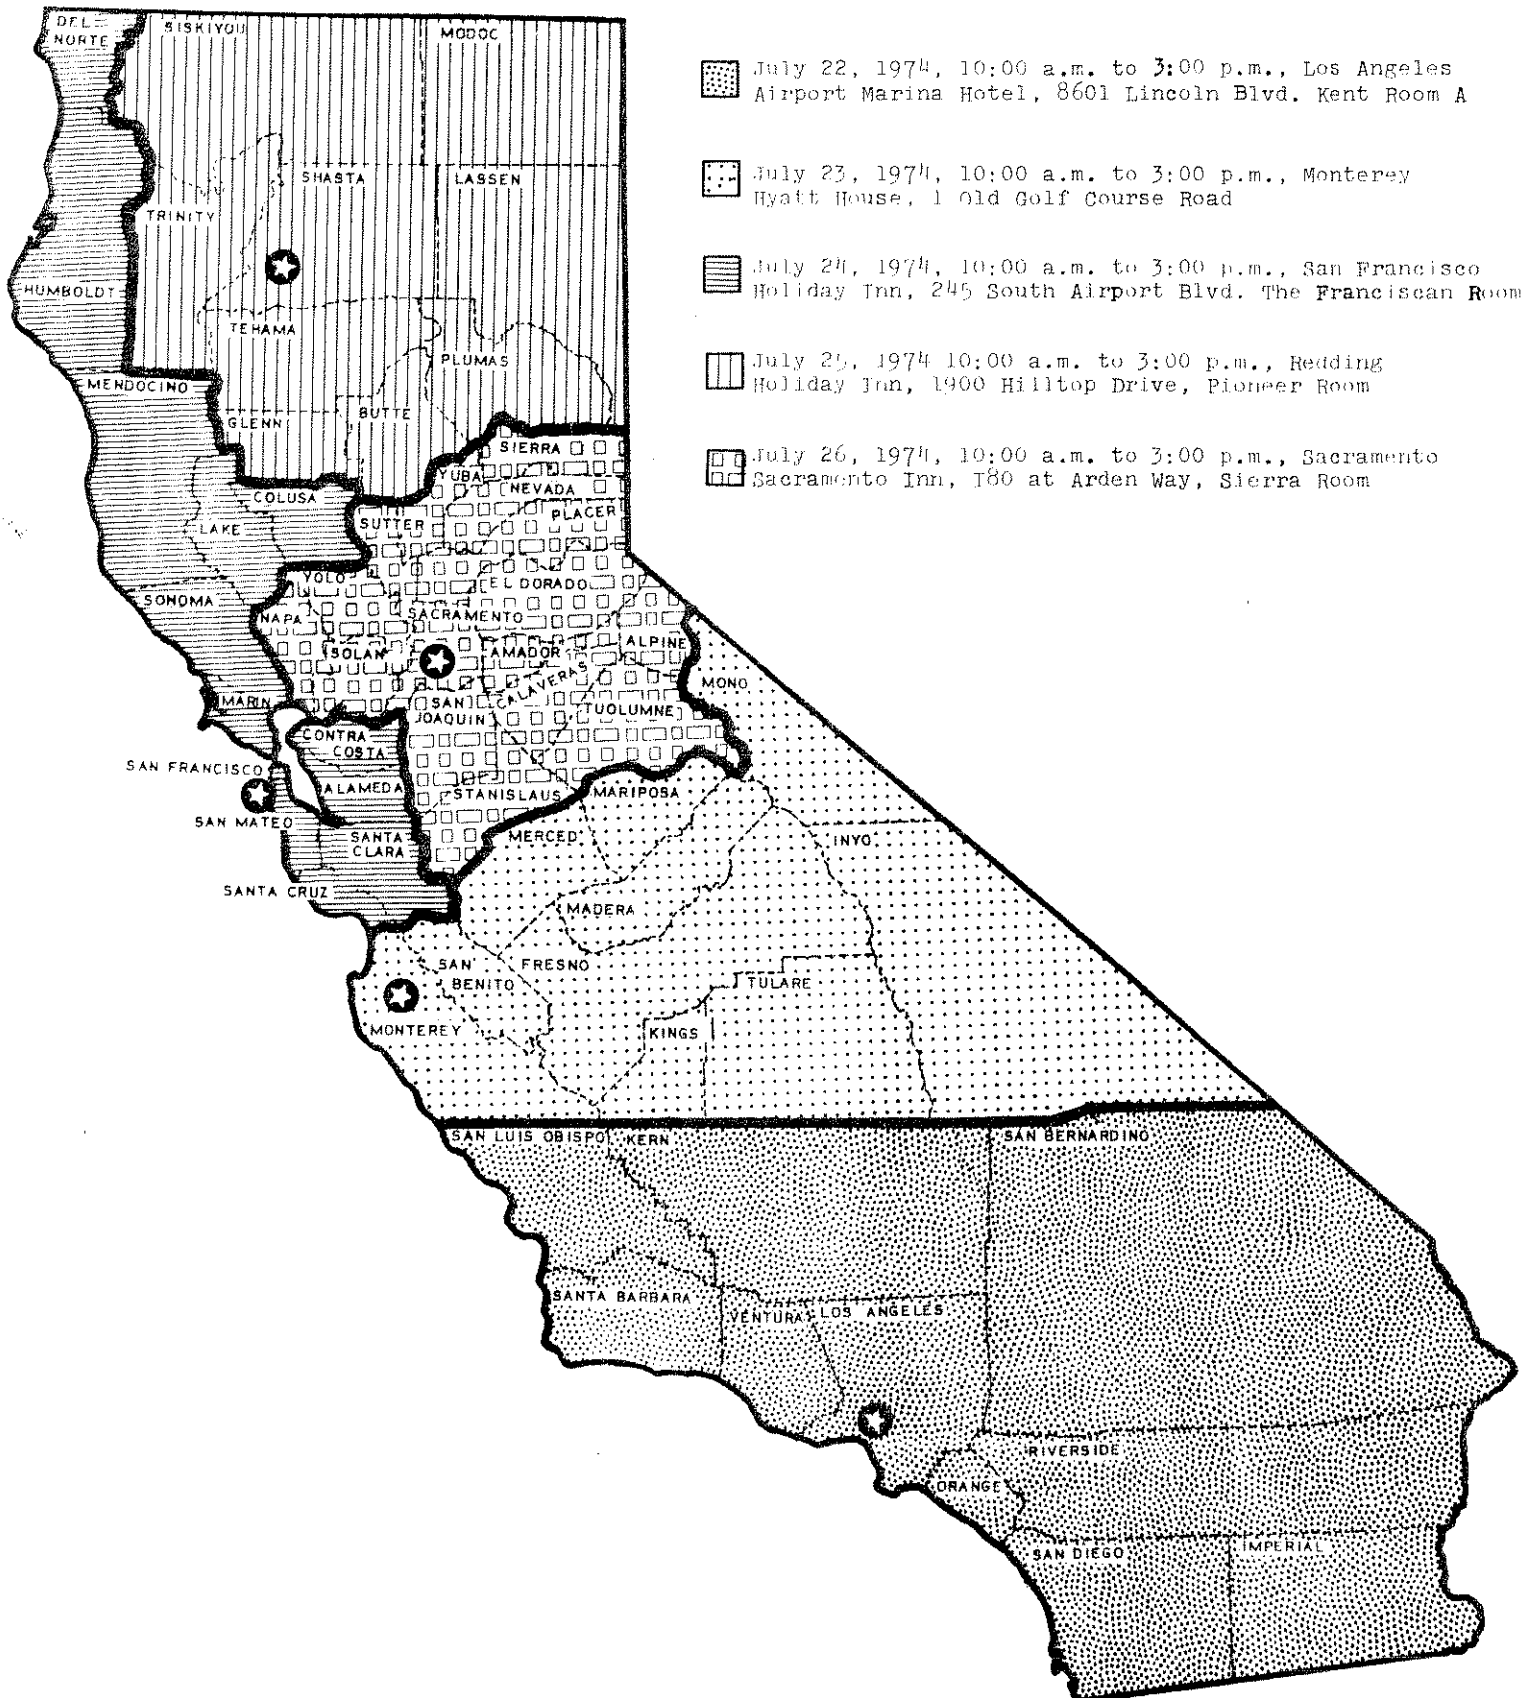 DEL
NORTE
SISKIYOU
MODOC
July 22, 1974, 10:00 a.m. to 3:00 p.m., Los Angeles
Airport Marina Hotel, 8601 Lincoln Blvd. Kent Room A
SHASTA
LASSEN
July 23, 1974, 10:00 a.m. to 3:00 p.m., Monterey
Hyatt House, 1 Old Golf Course Road
TRINITY
HUMBOLDT
July 24, 1974, 10:00 a.m. to 3:00 p.m., San Francisco
Holiday Inn, 245 South Airport Blvd. The Franciscan Room
TEHAMA
PLUMAS
July 25, 1974 10:00 a.m. to 3:00 p.m., Redding
Holiday Inn, 1900 Hilltop Drive, Pioneer Room
MENDOCINO
GLENN
BUTTE
SIERRA
July 26, 1974, 10:00 a.m. to 3:00 p.m., Sacramento
Sacramento Inn, I80 at Arden Way, Sierra Room
YUBA
NEVADA
COLUSA
LAKE
SUTTER
PLACER
YOLO
EL DORADO
SONOMA
NAPA
SACRAMENTO
SOLAN
AMADOR
ALPINE
MONO
MARIN
SAN
JOAQUIN
CALAVERAS
TUOLUMNE
CONTRA
COSTA
SAN FRANCISCO
ALAMEDA
STANISLAUS
MARIPOSA
SAN MATEO
SANTA
CLARA
MERCED
INYO
SANTA CRUZ
MADERA
SAN
BENITO
FRESNO
TULARE
MONTEREY
KINGS
SAN LUIS OBISPO
KERN
SAN BERNARDINO
SANTA BARBARA
VENTURA
LOS ANGELES
RIVERSIDE
ORANGE
SAN DIEGO
IMPERIAL